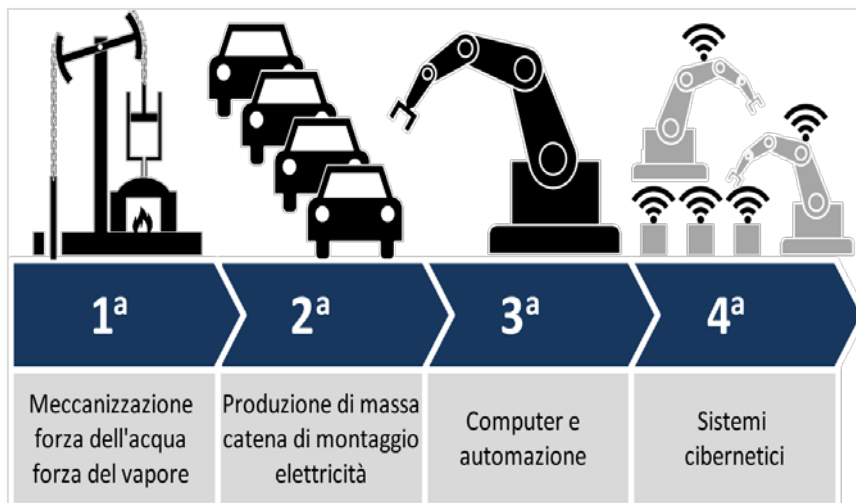 1ª
2ª
3ª
4ª
Meccanizzazione
forza dell'acqua
forza del vapore
Produzione di massa
catena di montaggio
elettricità
Computer e
automazione
Sistemi
cibernetici